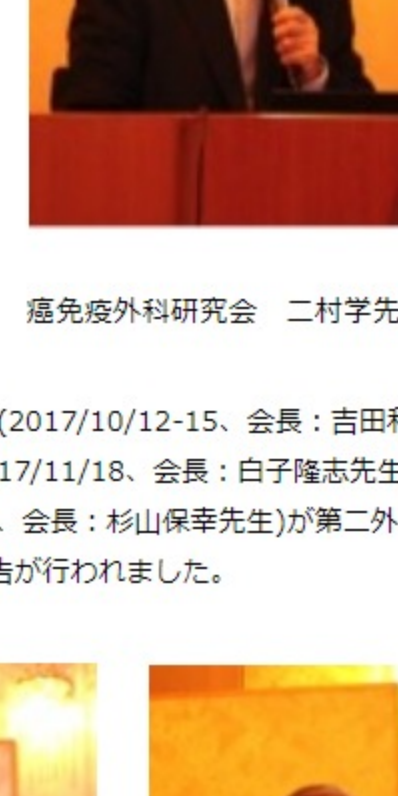 癌免疫外科研究会　二村学先
(2017/10/12-15、会長：吉田和
17/11/18、会長：白子隆志先生
、会長：杉山保幸先生)が第二外
告が行われました。